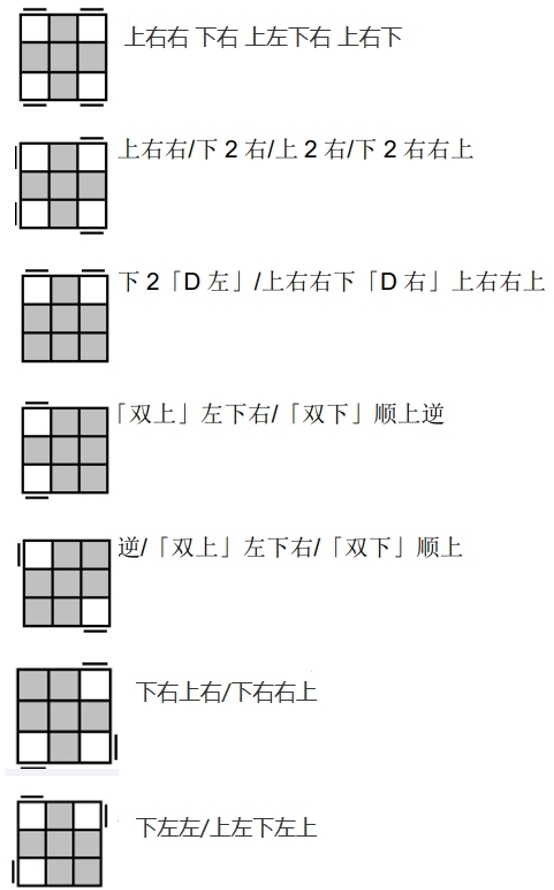 上右右 下右 上左下右 上右下
上右右/下 2 右/上 2 右/下 2 右右上
下 2「D 左」/上右右下「D 右」上右右上
「双上」左下右/「双下」顺上逆
逆/「双上」左下右/「双下」顺上
下右上右/下右右上
下左左/上左下左上